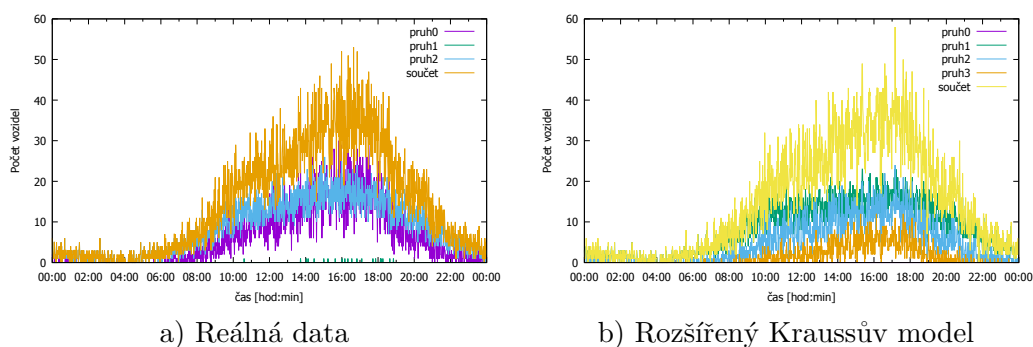 60
50
40
30
20
10
0
Počet vozidel
00:00 02:00 04:00 06:00 08:00 10:00 12:00 14:00 16:00 18:00 20:00 22:00 00:00
čas [hod:min]
pruh0
pruh1
pruh2
součet
a) Reálná data
60
50
40
30
20
10
0
Počet vozidel
00:00 02:00 04:00 06:00 08:00 10:00 12:00 14:00 16:00 18:00 20:00 22:00 00:00
čas [hod:min]
pruh0
pruh1
pruh2
pruh3
součet
b) Rozšířený Kraussův model